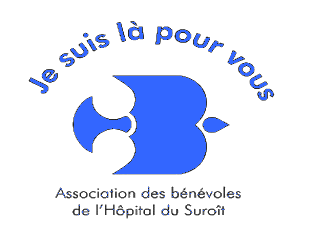 Je suis là pour vous
Association des bénévoles
de l'Hôpital du Suroît